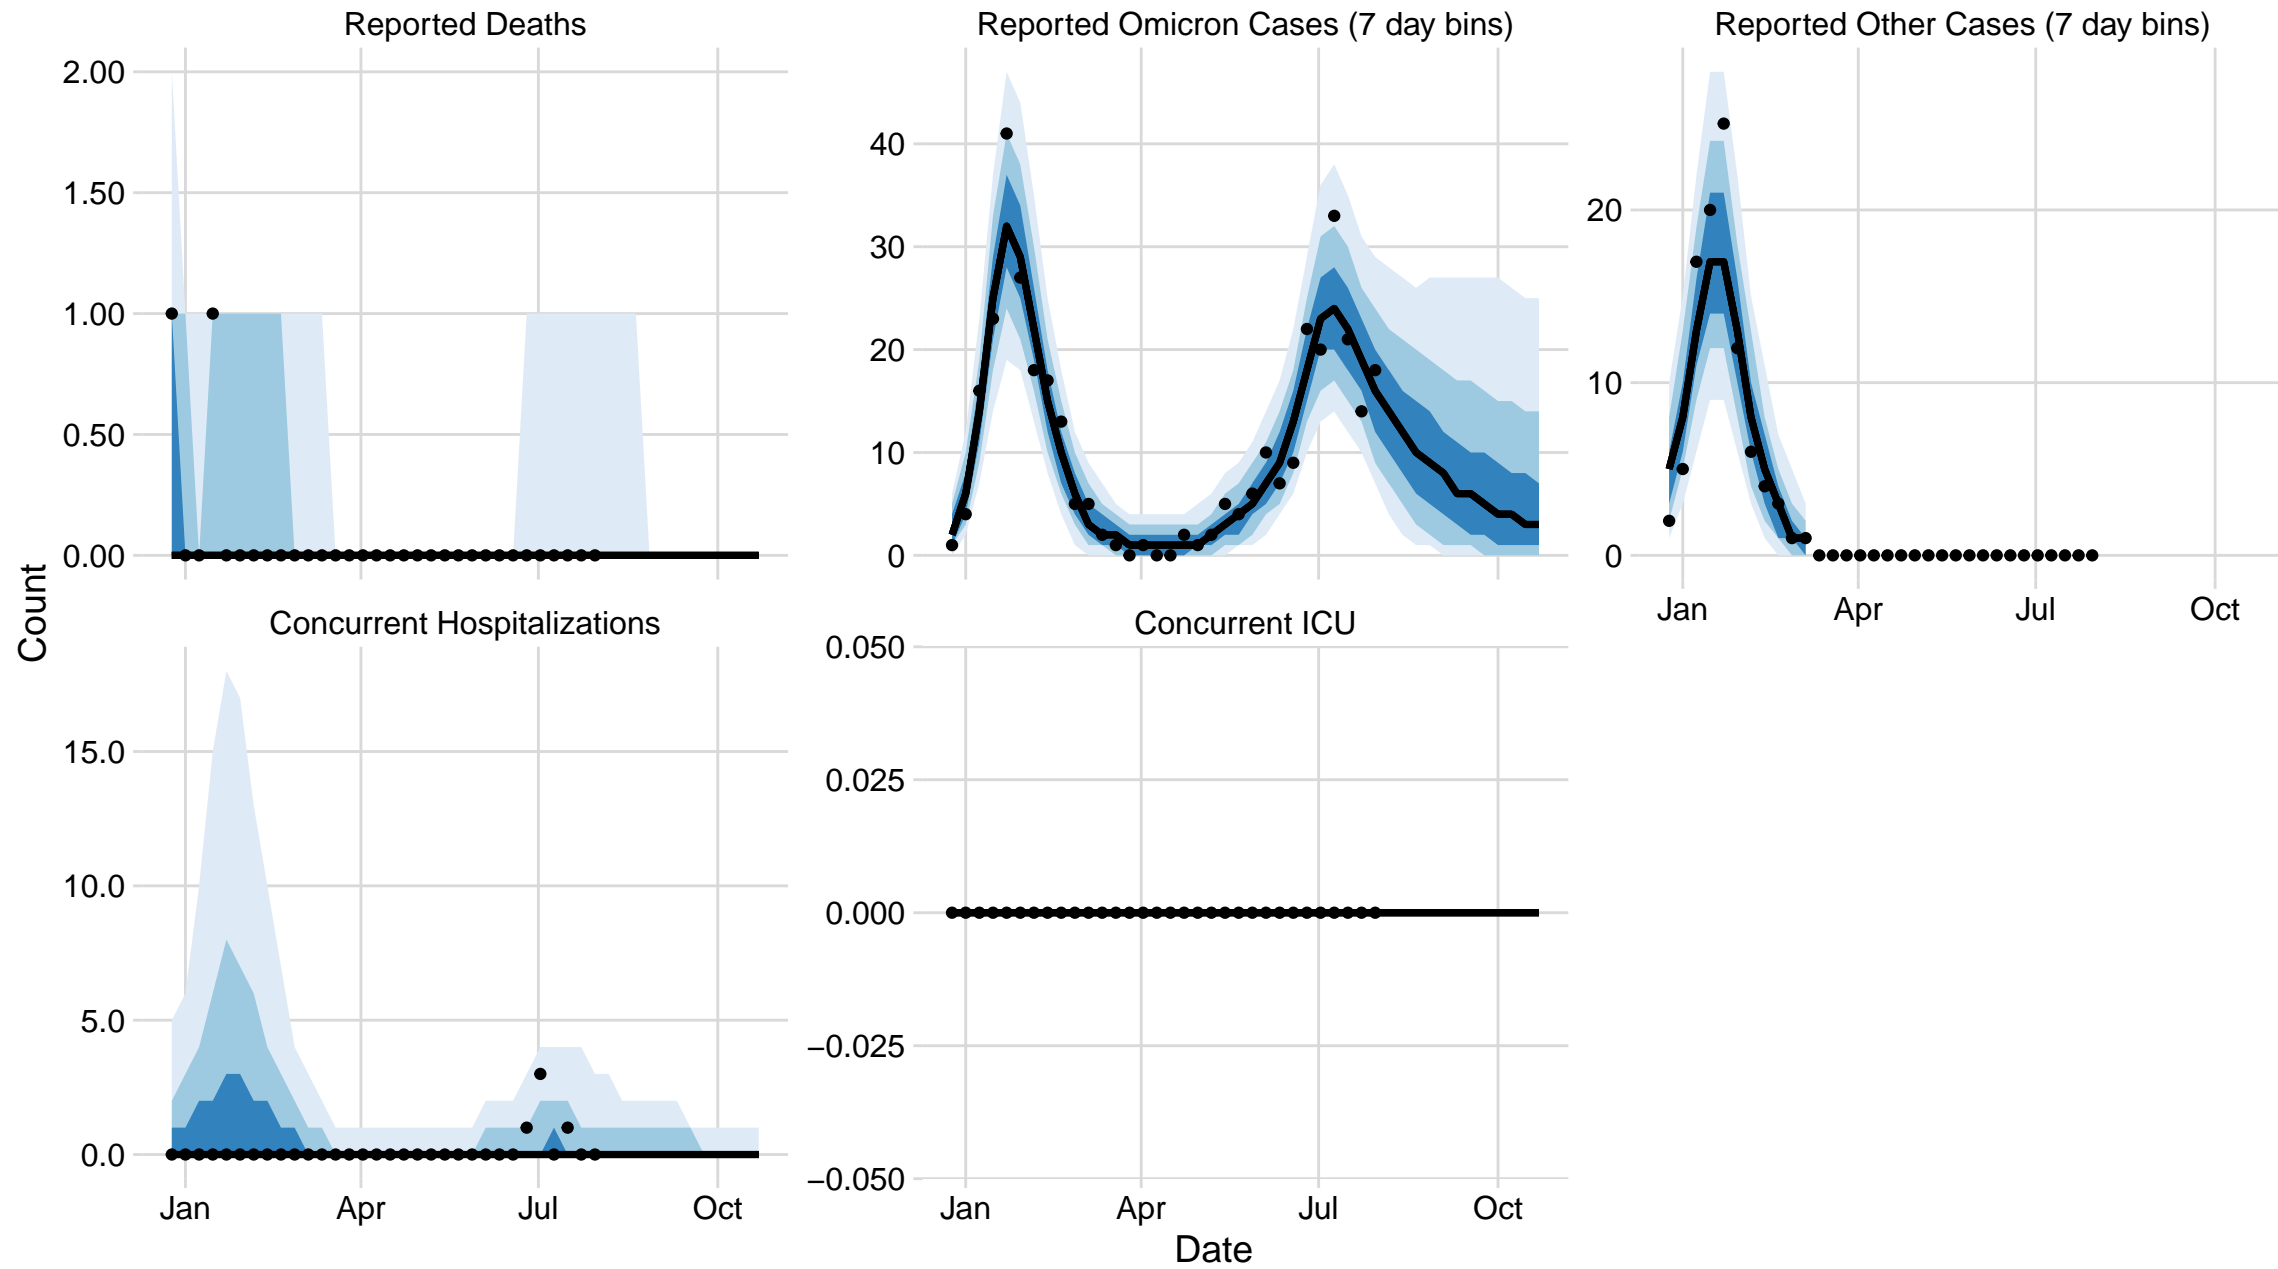 Reported Deaths
Reported Omicron Cases (7 day bins)
Reported Other Cases (7 day bins)
2.00
1.50
1.00
0.50
0.00
40
30
20
10
0
20
10
0
Jan Apr Jul Oct
Count
Concurrent Hospitalizations
Concurrent ICU
15.0
10.0
5.0
0.0
0.050
0.025
0.000
−0.025
−0.050
Jan Apr Jul Oct
Jan Apr Jul Oct
Date